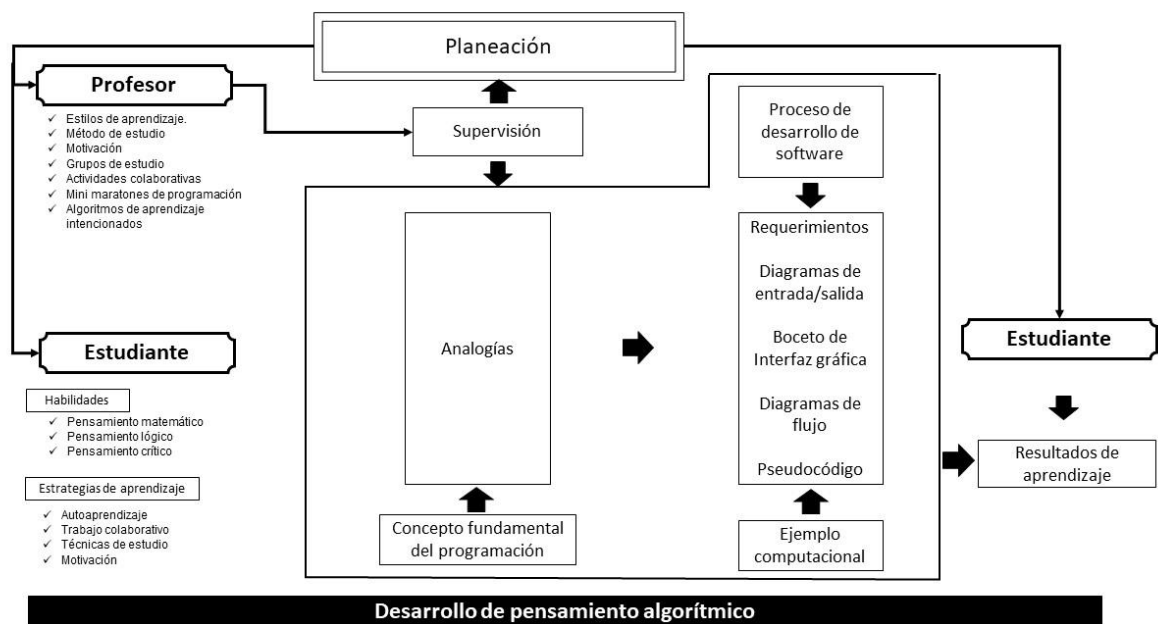 Planeación
Profesor
✓ Estilos de aprendizaje.
✓ Método de estudio
✓ Motivación
✓ Grupos de estudio
✓ Actividades colaborativas
✓ Mini maratones de programación
✓ Algoritmos de aprendizaje
intencionados
Supervisión
Proceso de
desarrollo de
software
Analogías
Requerimientos
Diagramas de
entrada/salida
Boceto de
Interfaz gráfica
Diagramas de
flujo
Pseudocódigo
Estudiante
Habilidades
✓ Pensamiento matemático
✓ Pensamiento lógico
✓ Pensamiento crítico
Estrategias de aprendizaje
✓ Autoaprendizaje
✓ Trabajo colaborativo
✓ Técnicas de estudio
✓ Motivación
Concepto fundamental
del programación
Ejemplo
computacional
Estudiante
Resultados de
aprendizaje
Desarrollo de pensamiento algorítmico